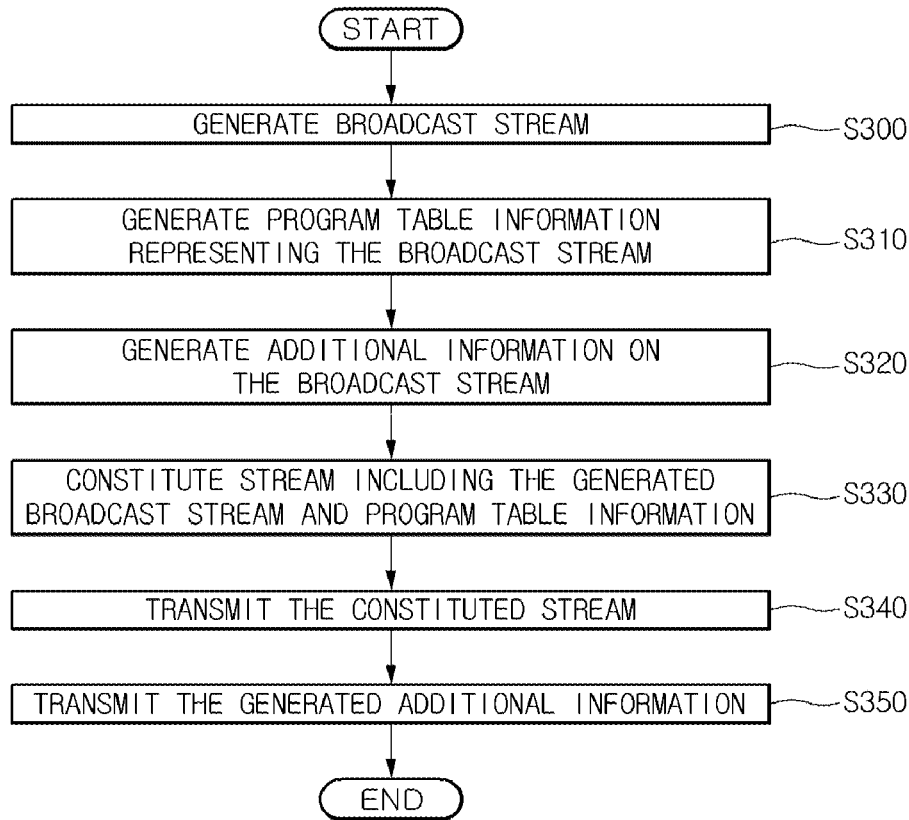 START
GENERATE BROADCAST STREAM
S300
GENERATE PROGRAM TABLE INFORMATION
REPRESENTING THE BROADCAST STREAM
S310
GENERATE ADDITIONAL INFORMATION ON
THE BROADCAST STREAM
S320
CONSTITUTE STREAM INCLUDING THE GENERATED
BROADCAST STREAM AND PROGRAM TABLE INFORMATION
S330
TRANSMIT THE CONSTITUTED STREAM
S340
TRANSMIT THE GENERATED ADDITIONAL INFORMATION
S350
END